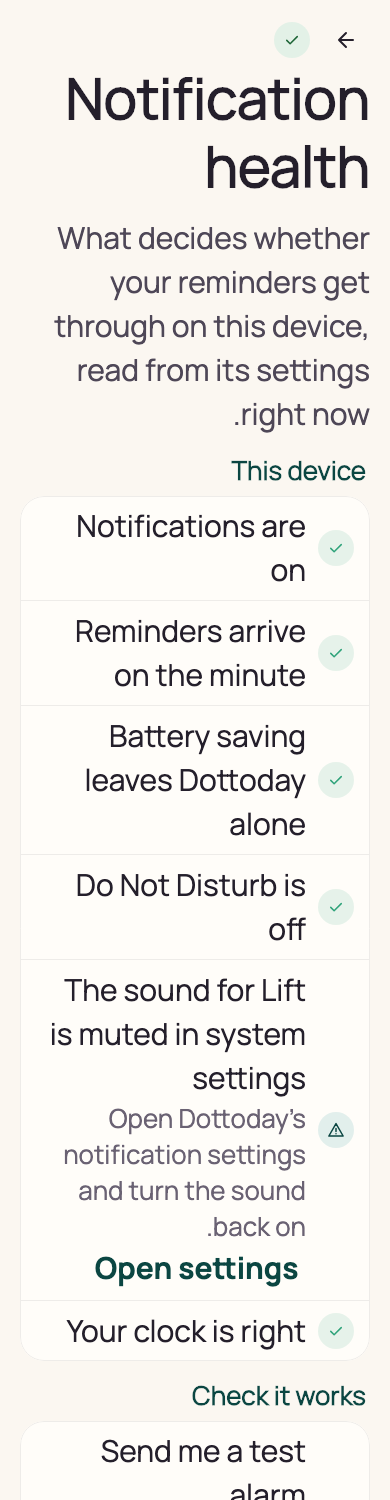 Notification
health
What decides whether
your reminders get
through on this device,
read from its settings
.right now
This device
Notifications are
on
Reminders arrive
on the minute
Battery saving
leaves Dottoday
alone
Do Not Disturb is
off
The sound for Lift
is muted in system
settings
Open Dottoday's
notification settings
and turn the sound
.back on
Open settings
Your clock is right
Check it works
Send me a test
alarm